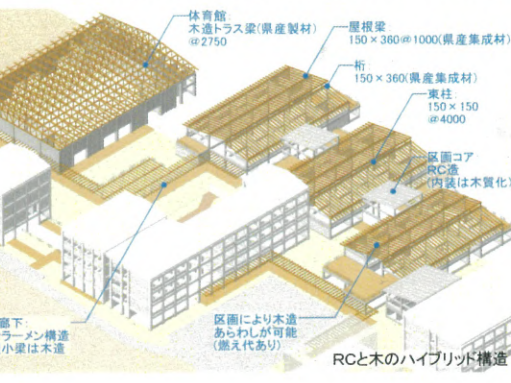 体育館:
木造トラス梁(県産製材)
@2750
屋根梁
150×360@1000(県産集成材)
桁:
150×360(県産集成材)
束柱:
150×150
@4000
区画コア
RC造
(内装は木質化)
廊下:
ラーメン構造
小梁は木造
区画により木造
あらわしが可能
(燃え代あり)
RCと木のハイブリッド構造